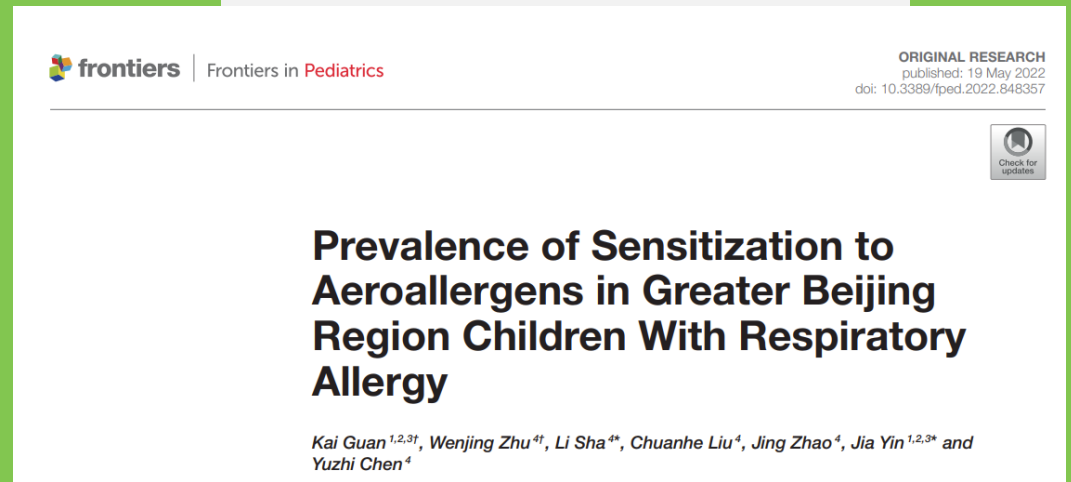 frontiers | Frontiers in Pediatrics
ORIGINAL RESEARCH
published: 19 May 2022
doi: 10.3389/fped.2022.848357
Check for
updates
Prevalence of Sensitization to
Aeroallergens in Greater Beijing
Region Children With Respiratory
Allergy
Kai Guan 1,2,3†, Wenjing Zhu 4†, Li Sha 4*, Chuanhe Liu 4, Jing Zhao 4, Jia Yin 1,2,3* and
Yuzhi Chen 4